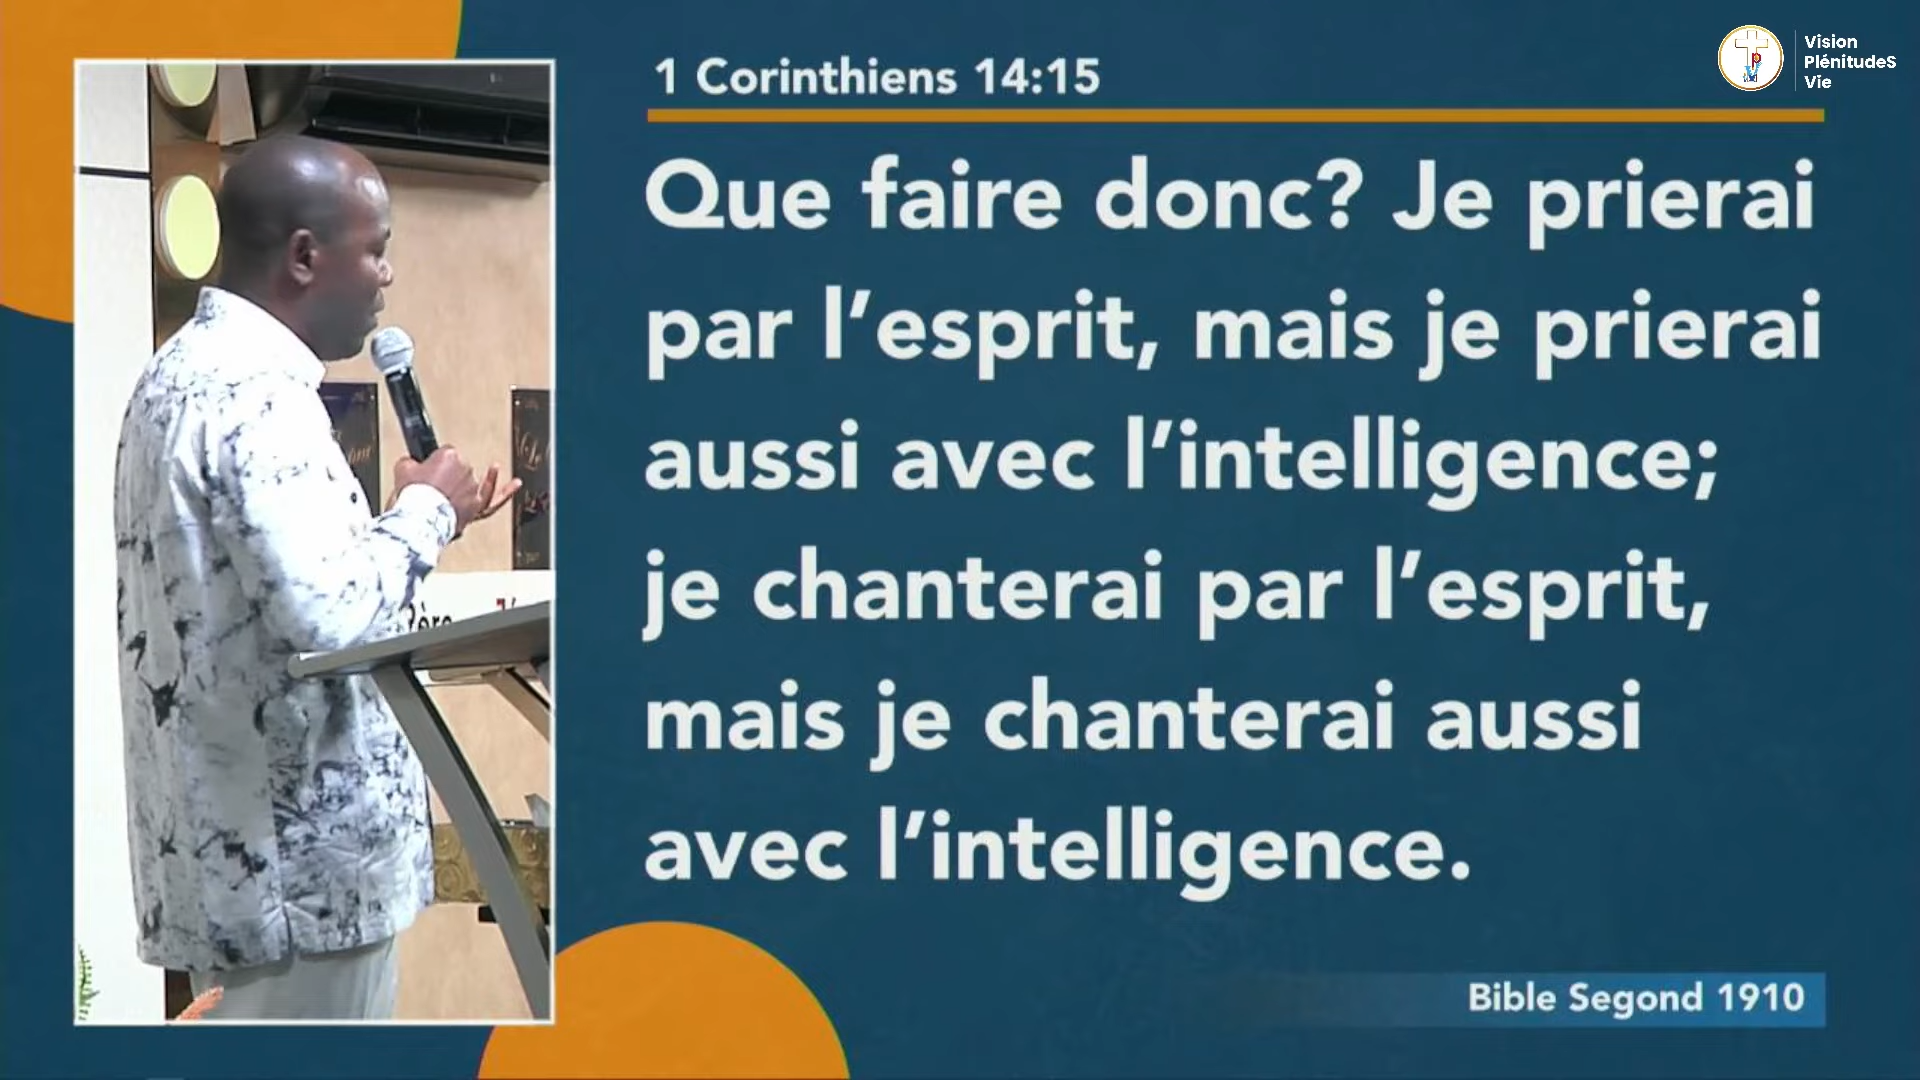 1 Corinthiens 14:15
Que faire donc? Je prierai
par l’esprit, mais je prierai
aussi avec l’intelligence;
je chanterai par l’esprit,
mais je chanterai aussi
avec l’intelligence.
Bible Segond 1910
Vision
PlénitudeS
Vie